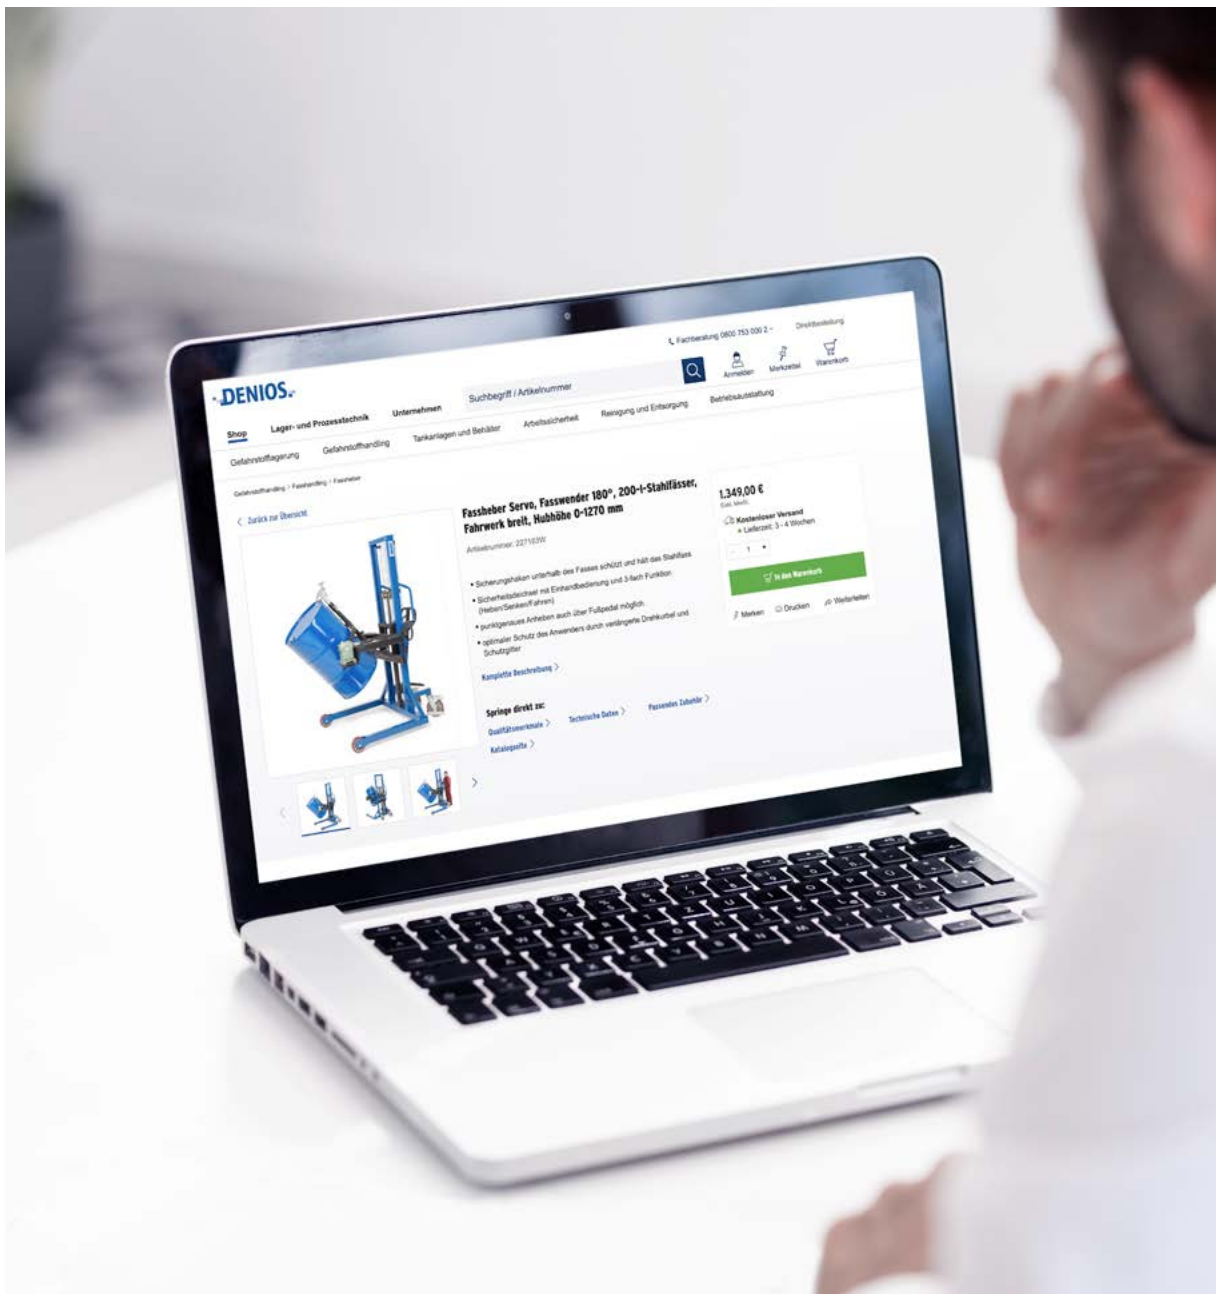 DENIOS.
Fachberatung 0800 753 000 2
Direktbestellung
Suchbegriff / Artikelnummer
Anmelden
Merkzettel
Warenkorb
Shop
Lager- und Prozesstechnik
Unternehmen
Gefahrstofflagerung
Gefahrstoffhandling
Tankanlagen und Behälter
Arbeitssicherheit
Reinigung und Entsorgung
Betriebsausstattung
Gefahrstoffhandling > Fasshandling > Fassheber
< Zurück zur Übersicht
Fassheber Servo, Fasswender 180°, 200-l-Stahlfässer,
Fahrwerk breit, Hubhöhe 0-1270 mm
Artikelnummer: 227103W
• Sicherungshaken unterhalb des Fasses schützt und hält das Stahlfass
• Sicherheitsdeichsel mit Einhandbedienung und 3-fach Funktion
(Heben/Senken/Fahren)
• punktgenaues Anheben auch über Fußpedal möglich
• optimaler Schutz des Anwenders durch verlängerte Drehkurbel und
Schutzgitter
Komplette Beschreibung >
Springe direkt zu:
Qualitätsmerkmale >
Technische Daten >
Passendes Zubehör >
Katalogseite >
1.349,00 €
Kostenloser Versand
Lieferzeit: 3 - 4 Wochen
- 1 +
In den Warenkorb
Merken
Drucken
Weiterleiten